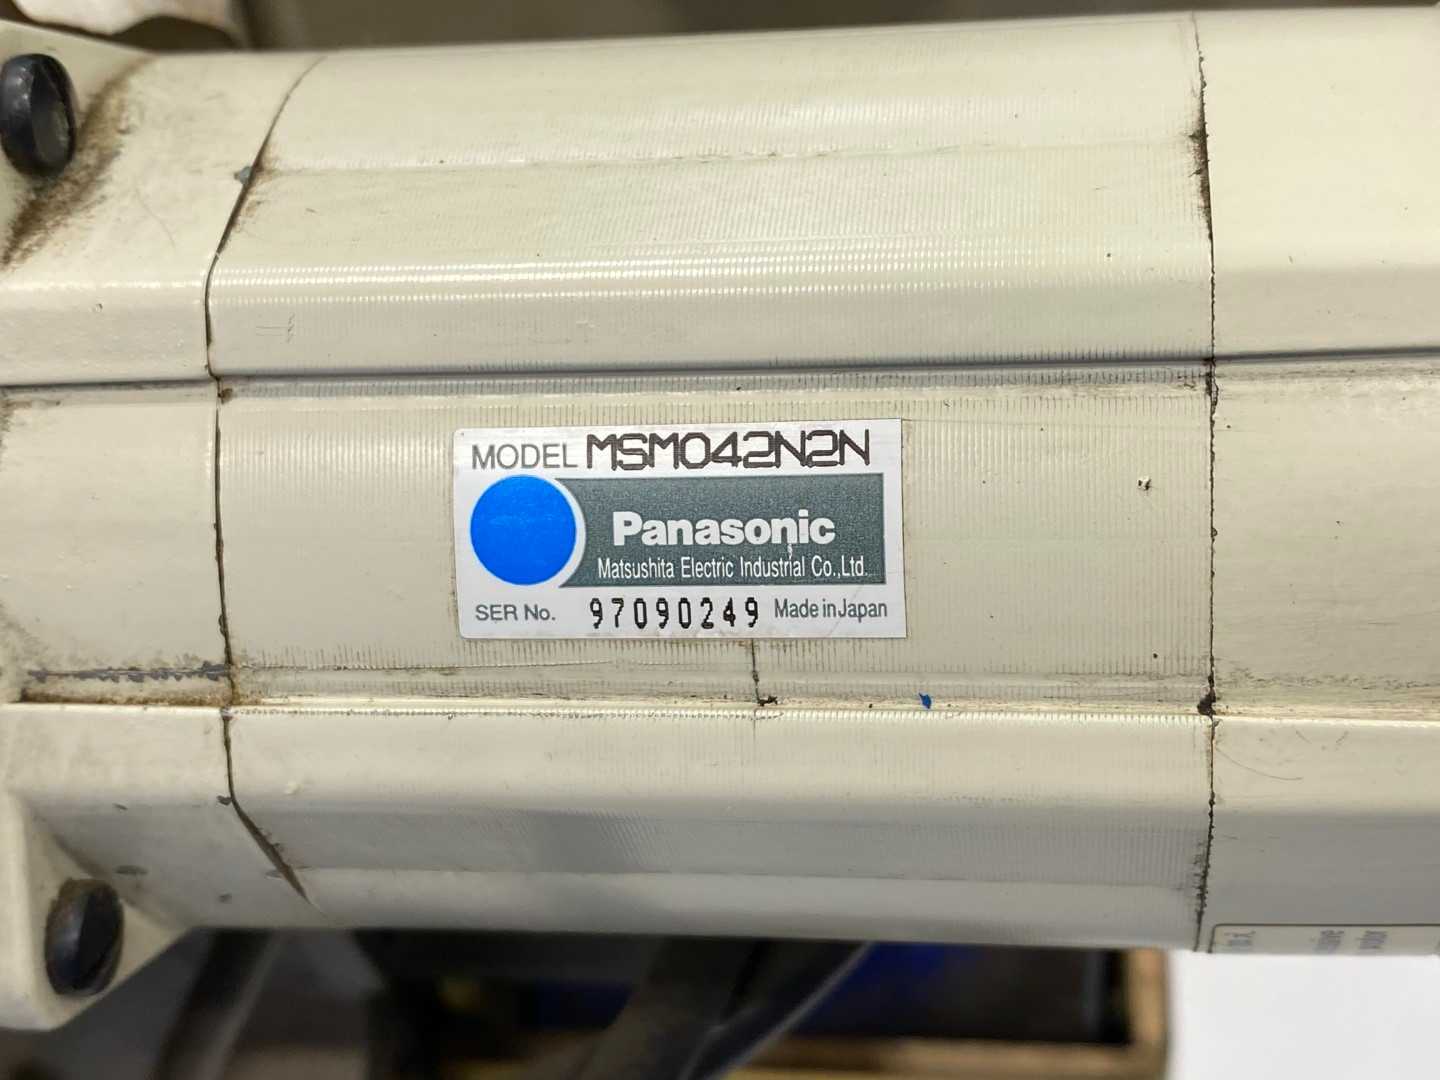 MODEL MSM042N2N
Panasonic
Matsushita Electric Industrial Co.,Ltd.
SER No. 97090249 Made in Japan